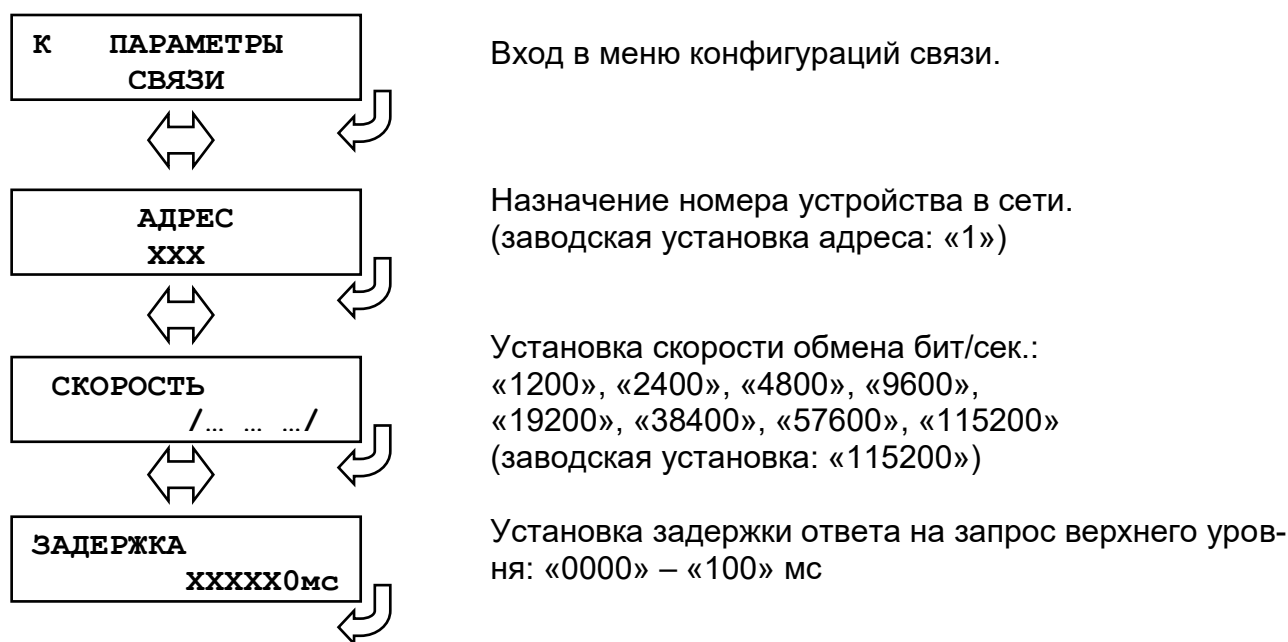 К ПАРАМЕТРЫ
СВЯЗИ
Вход в меню конфигураций связи.
АДРЕС
XXX
Назначение номера устройства в сети.
(заводская установка адреса: «1»)
СКОРОСТЬ
/… … …/
Установка скорости обмена бит/сек.:
«1200», «2400», «4800», «9600»,
«19200», «38400», «57600», «115200»
(заводская установка: «115200»)
ЗАДЕРЖКА
XXXXX0мс
Установка задержки ответа на запрос верхнего уров-
ня: «0000» – «100» мс